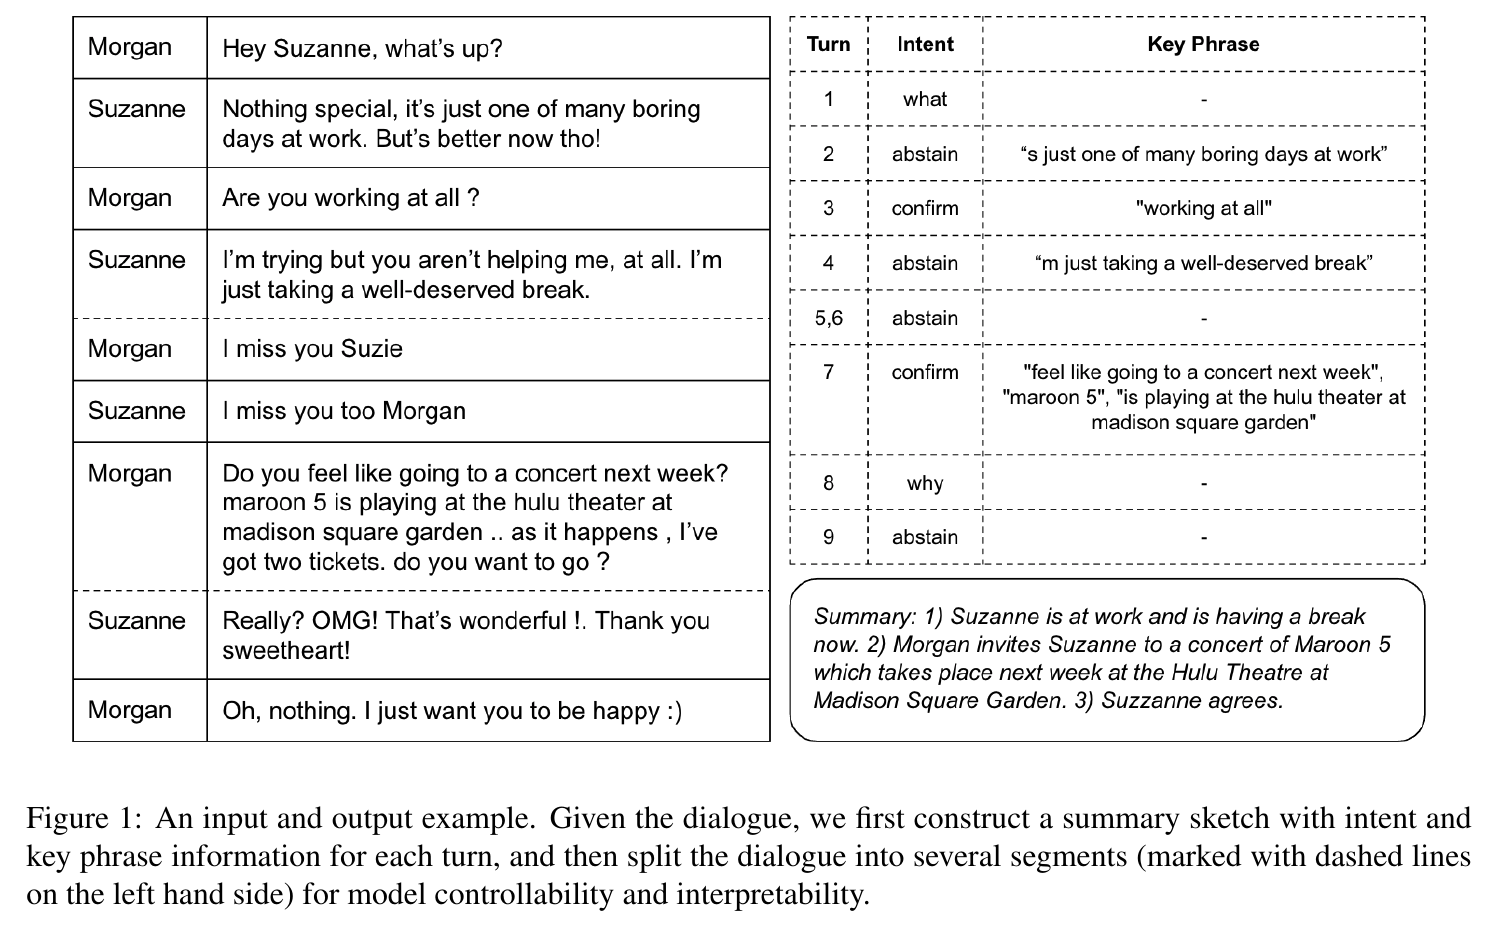 Morgan
Hey Suzanne, what's up?
Suzanne
Nothing special, it's just one of many boring
days at work. But's better now tho!
Morgan
Are you working at all ?
Suzanne
I'm trying but you aren't helping me, at all. I'm
just taking a well-deserved break.
Morgan
I miss you Suzie
Suzanne
I miss you too Morgan
Morgan
Do you feel like going to a concert next week?
maroon 5 is playing at the hulu theater at
madison square garden .. as it happens , I've
got two tickets. do you want to go ?
Suzanne
Really? OMG! That's wonderful !. Thank you
sweetheart!
Morgan
Oh, nothing. I just want you to be happy :)
Turn Intent Key Phrase
1 what -
2 abstain “s just one of many boring days at work”
3 confirm "working at all"
4 abstain “m just taking a well-deserved break”
5,6 abstain -
7 confirm "feel like going to a concert next week",
"maroon 5", "is playing at the hulu theater at
madison square garden"
8 why -
9 abstain -
Summary: 1) Suzanne is at work and is having a break
now. 2) Morgan invites Suzanne to a concert of Maroon 5
which takes place next week at the Hulu Theatre at
Madison Square Garden. 3) Suzzanne agrees.
Figure 1: An input and output example. Given the dialogue, we first construct a summary sketch with intent and
key phrase information for each turn, and then split the dialogue into several segments (marked with dashed lines
on the left hand side) for model controllability and interpretability.